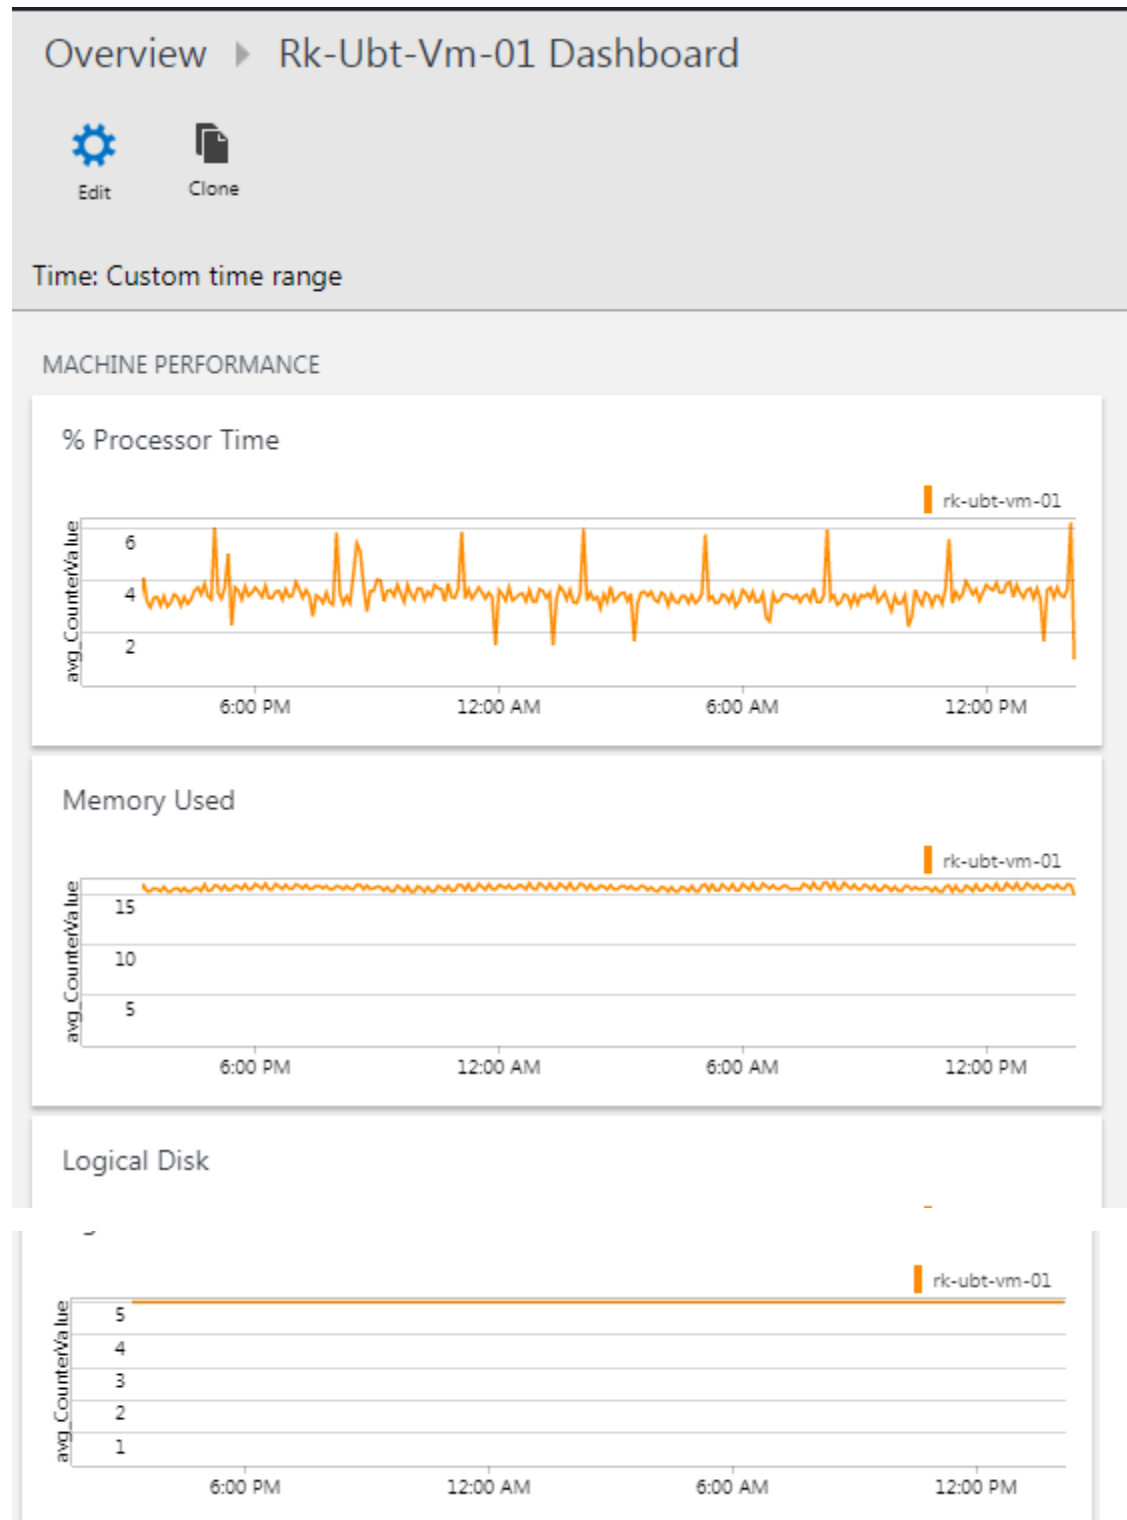 Overview Rk-Ubt-Vm-01 Dashboard
Edit Clone
Time: Custom time range
MACHINE PERFORMANCE
% Processor Time
rk-ubt-vm-01
avg_CounterValue
6
4
2
6:00 PM 12:00 AM 6:00 AM 12:00 PM
Memory Used
rk-ubt-vm-01
avg_CounterValue
15
10
5
6:00 PM 12:00 AM 6:00 AM 12:00 PM
Logical Disk
rk-ubt-vm-01
avg_CounterValue
5
4
3
2
1
6:00 PM 12:00 AM 6:00 AM 12:00 PM